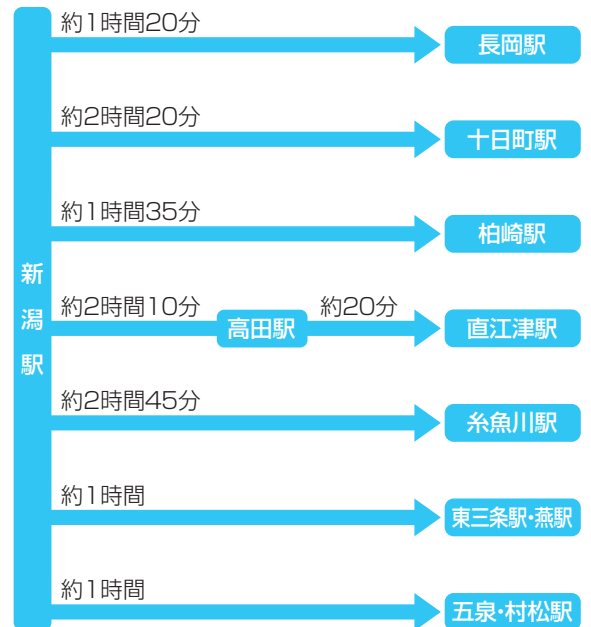 新潟駅
約1時間20分
長岡駅
約2時間20分
十日町駅
約1時間35分
柏崎駅
約2時間10分
高田駅
約20分
直江津駅
約2時間45分
糸魚川駅
約1時間
東三条駅・燕駅
約1時間
五泉・村松駅